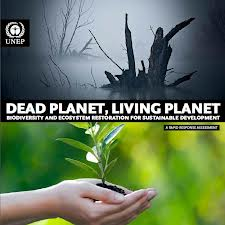 UNEP
DEAD PLANET, LIVING PLANET
BIODIVERSITY AND ECOSYSTEM RESTORATION FOR SUSTAINABLE DEVELOPMENT
A RAPID RESPONSE ASSESSMENT